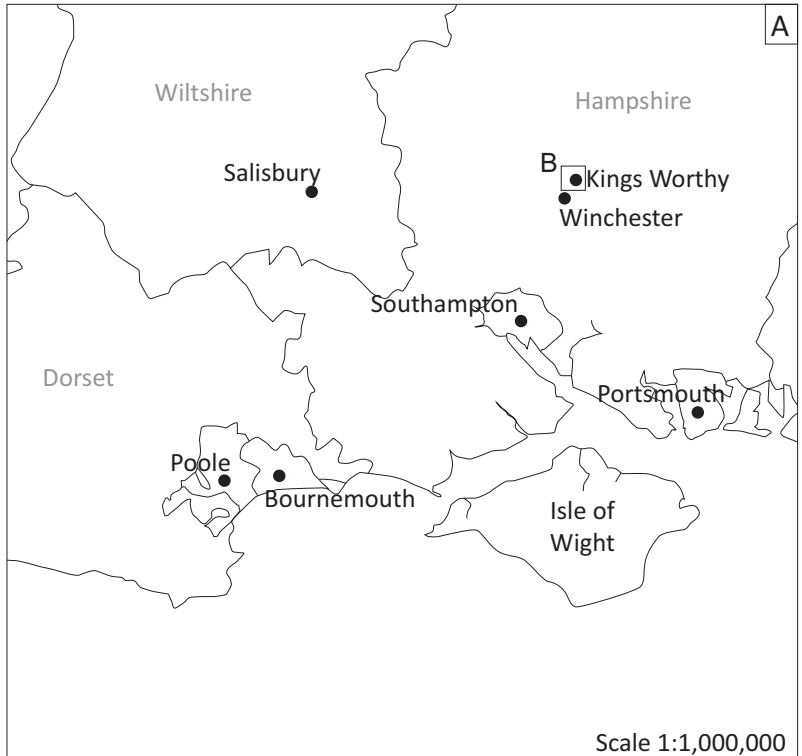 A
Wiltshire
Hampshire
B
Salisbury
Kings Worthy
Winchester
Southampton
Dorset
Portsmouth
Poole
Bournemouth
Isle of
Wight
Scale 1:1,000,000